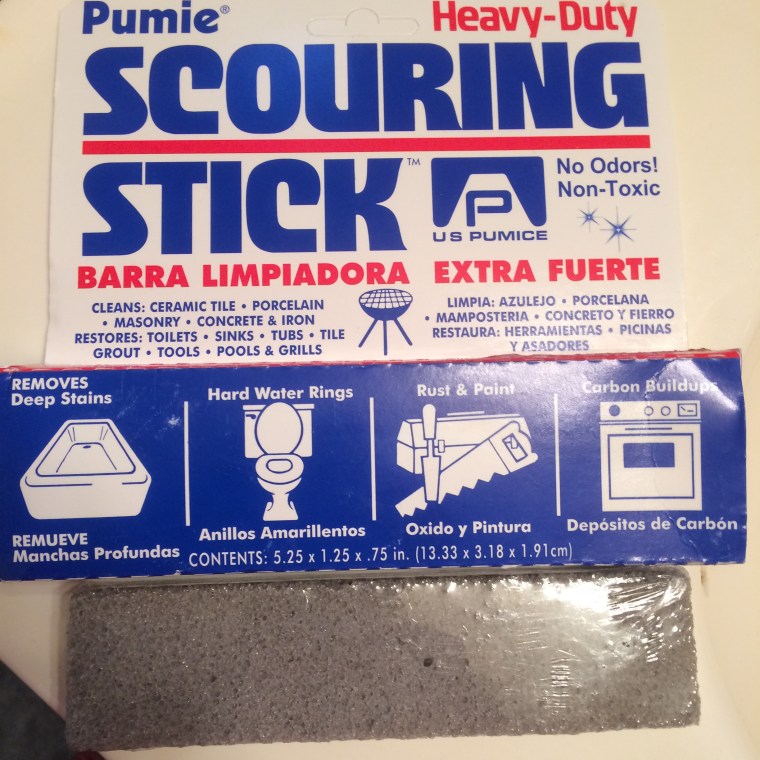 Pumie® Heavy-Duty
SCOURING
STICK™
No Odors!
Non-Toxic
US PUMICE
BARRA LIMPIADORA EXTRA FUERTE
CLEANS: CERAMIC TILE • PORCELAIN
• MASONRY • CONCRETE & IRON
RESTORES: TOILETS • SINKS • TUBS • TILE
GROUT • TOOLS • POOLS & GRILLS
LIMPIA: AZULEJO • PORCELANA
• MAMPOSTERIA • CONCRETO Y FIERRO
RESTAURA: HERRAMIENTAS • PICINAS
Y ASADORES
REMOVES
Deep Stains
Hard Water Rings
Rust & Paint
Carbon Buildups
REMUEVE
Manchas Profundas
Anillos Amarillentos
Oxido y Pintura
Depósitos de Carbón
CONTENTS: 5.25 x 1.25 x .75 in. (13.33 x 3.18 x 1.91cm)